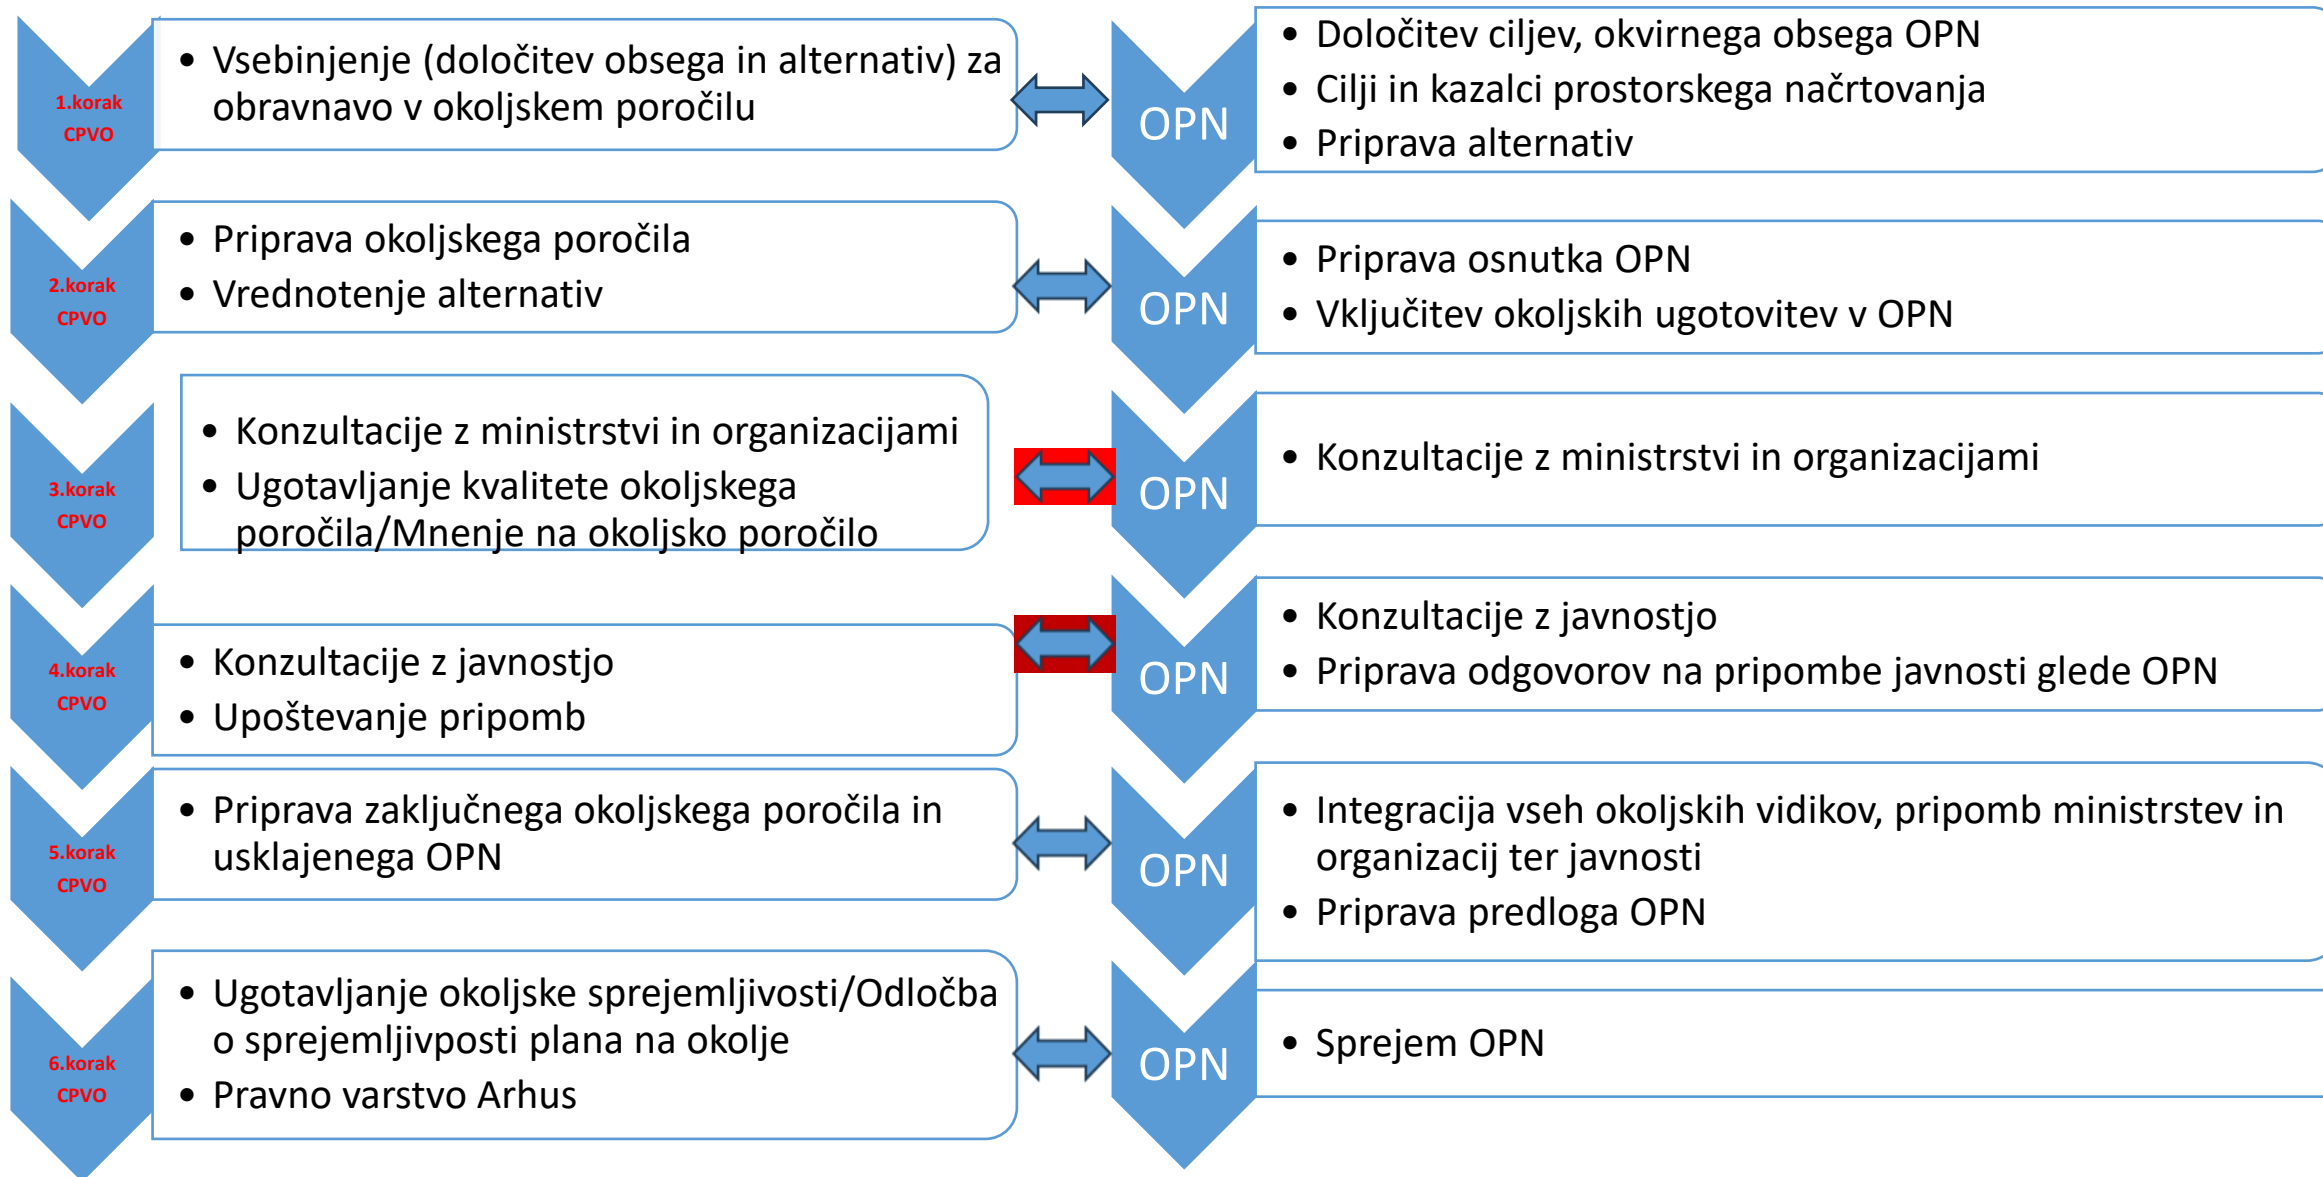 1.korak
CPVO
• Vsebinjenje (določitev obsega in alternativ) za
obravnavo v okoljskem poročilu
OPN
• Določitev ciljev, okvirnega obsega OPN
• Cilji in kazalci prostorskega načrtovanja
• Priprava alternativ
2.korak
CPVO
• Priprava okoljskega poročila
• Vrednotenje alternativ
OPN
• Priprava osnutka OPN
• Vključitev okoljskih ugotovitev v OPN
3.korak
CPVO
• Konzultacije z ministrstvi in organizacijami
• Ugotavljanje kvalitete okoljskega
poročila/Mnenje na okoljsko poročilo
OPN
• Konzultacije z ministrstvi in organizacijami
4.korak
CPVO
• Konzultacije z javnostjo
• Upoštevanje pripomb
OPN
• Konzultacije z javnostjo
• Priprava odgovorov na pripombe javnosti glede OPN
5.korak
CPVO
• Priprava zaključnega okoljskega poročila in
usklajenega OPN
OPN
• Integracija vseh okoljskih vidikov, pripomb ministrstev in
organizacij ter javnosti
• Priprava predloga OPN
6.korak
CPVO
• Ugotavljanje okoljske sprejemljivosti/Odločba
o sprejemljivposti plana na okolje
• Pravno varstvo Arhus
OPN
• Sprejem OPN